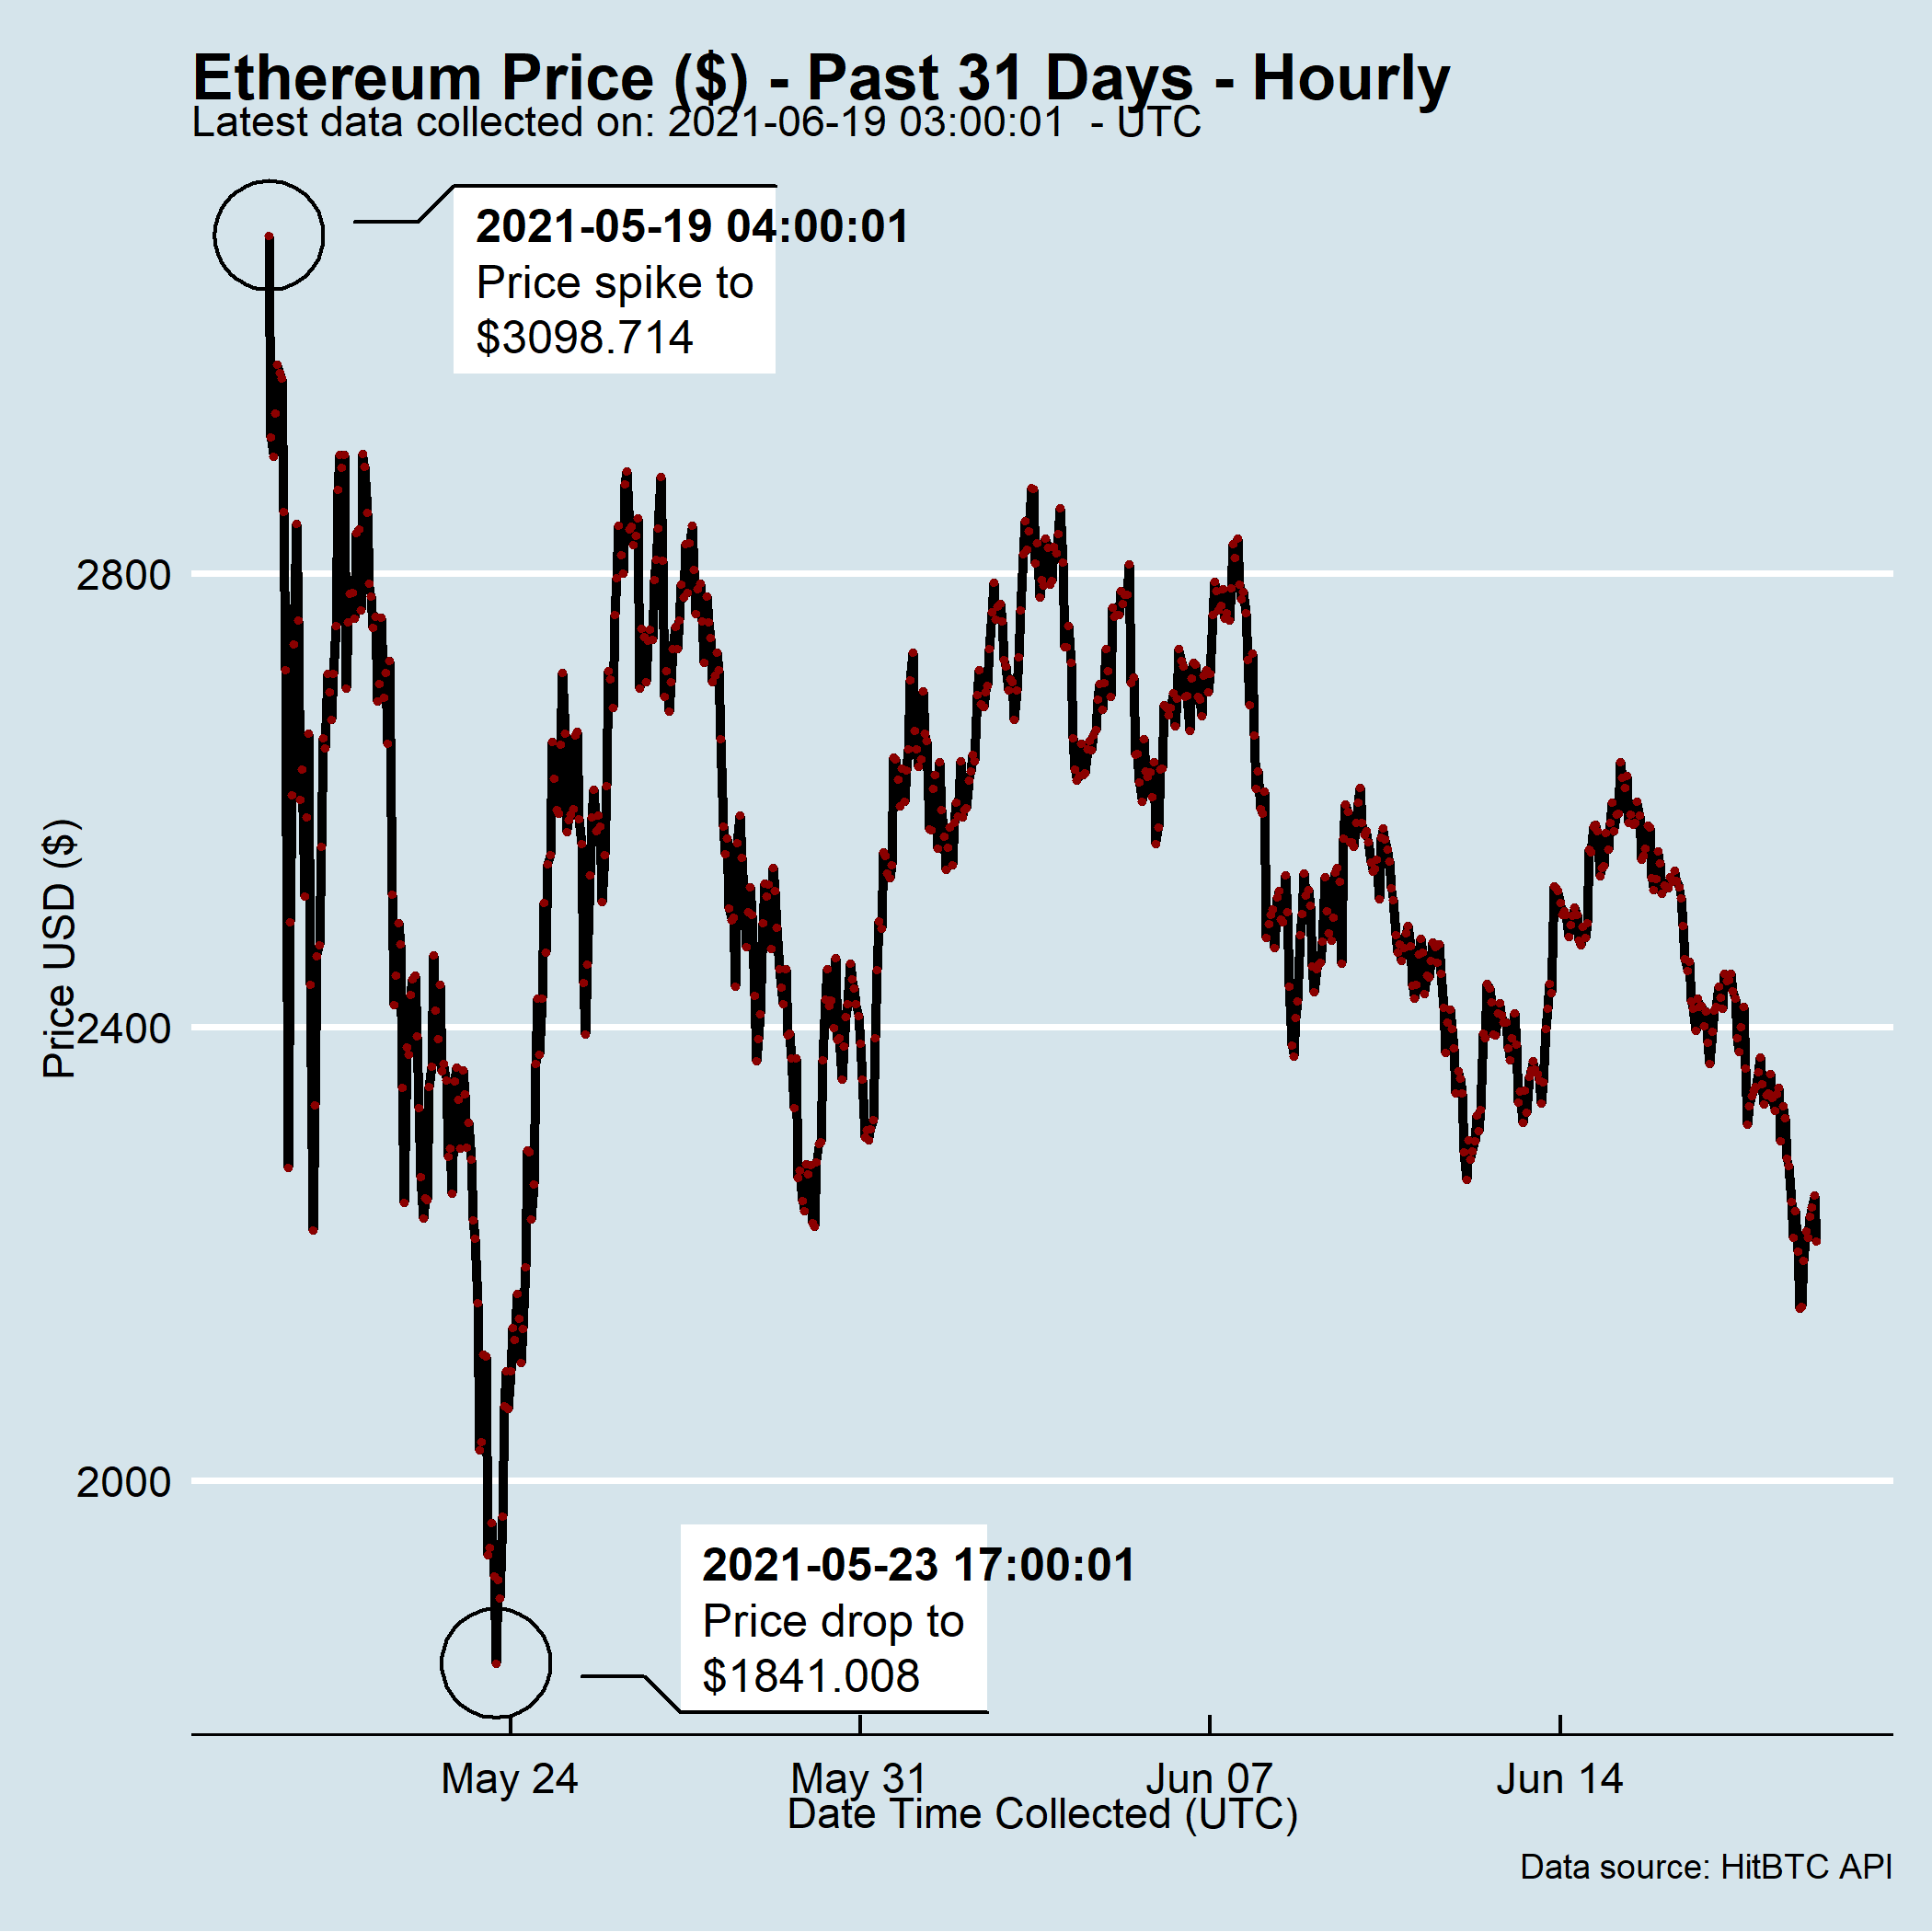 Ethereum Price ($) - Past 31 Days - Hourly
Latest data collected on: 2021-06-19 03:00:01  - UTC
2021-05-19 04:00:01
Price spike to
$3098.714
2800
Price USD ($)
2400
2000
2021-05-23 17:00:01
Price drop to
$1841.008
May 24
May 31
Jun 07
Jun 14
Date Time Collected (UTC)
Data source: HitBTC API